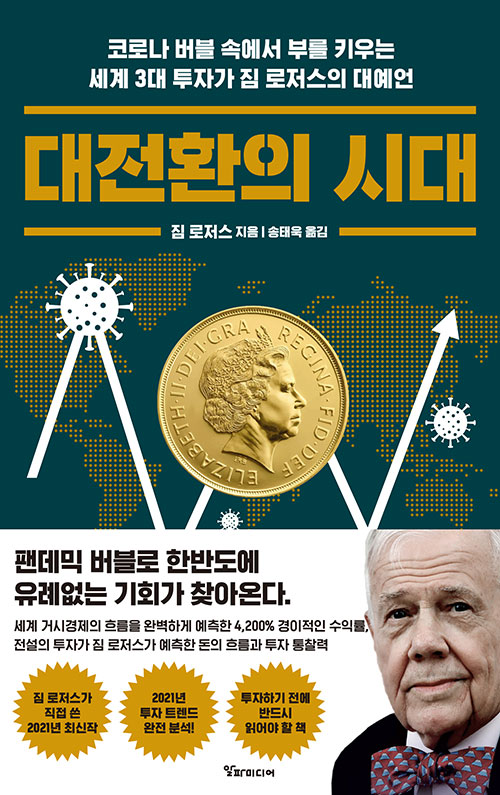 코로나 버블 속에서 부를 키우는
세계 3대 투자가 짐 로저스의 대예언
대전환의 시대
짐 로저스 지음 | 송태욱 옮김
ELIZABETH·II·DEI·GRA REGINA·FID·DEF
팬데믹 버블로 한반도에
유례없는 기회가 찾아온다.
세계 거시경제의 흐름을 완벽하게 예측한 4,200% 경이적인 수익률,
전설의 투자가 짐 로저스가 예측한 돈의 흐름과 투자 통찰력
짐 로저스가
직접 쓴
2021년 최신작
2021년
투자 트렌드
완전 분석!
투자하기 전에
반드시
읽어야 할 책
알파미디어